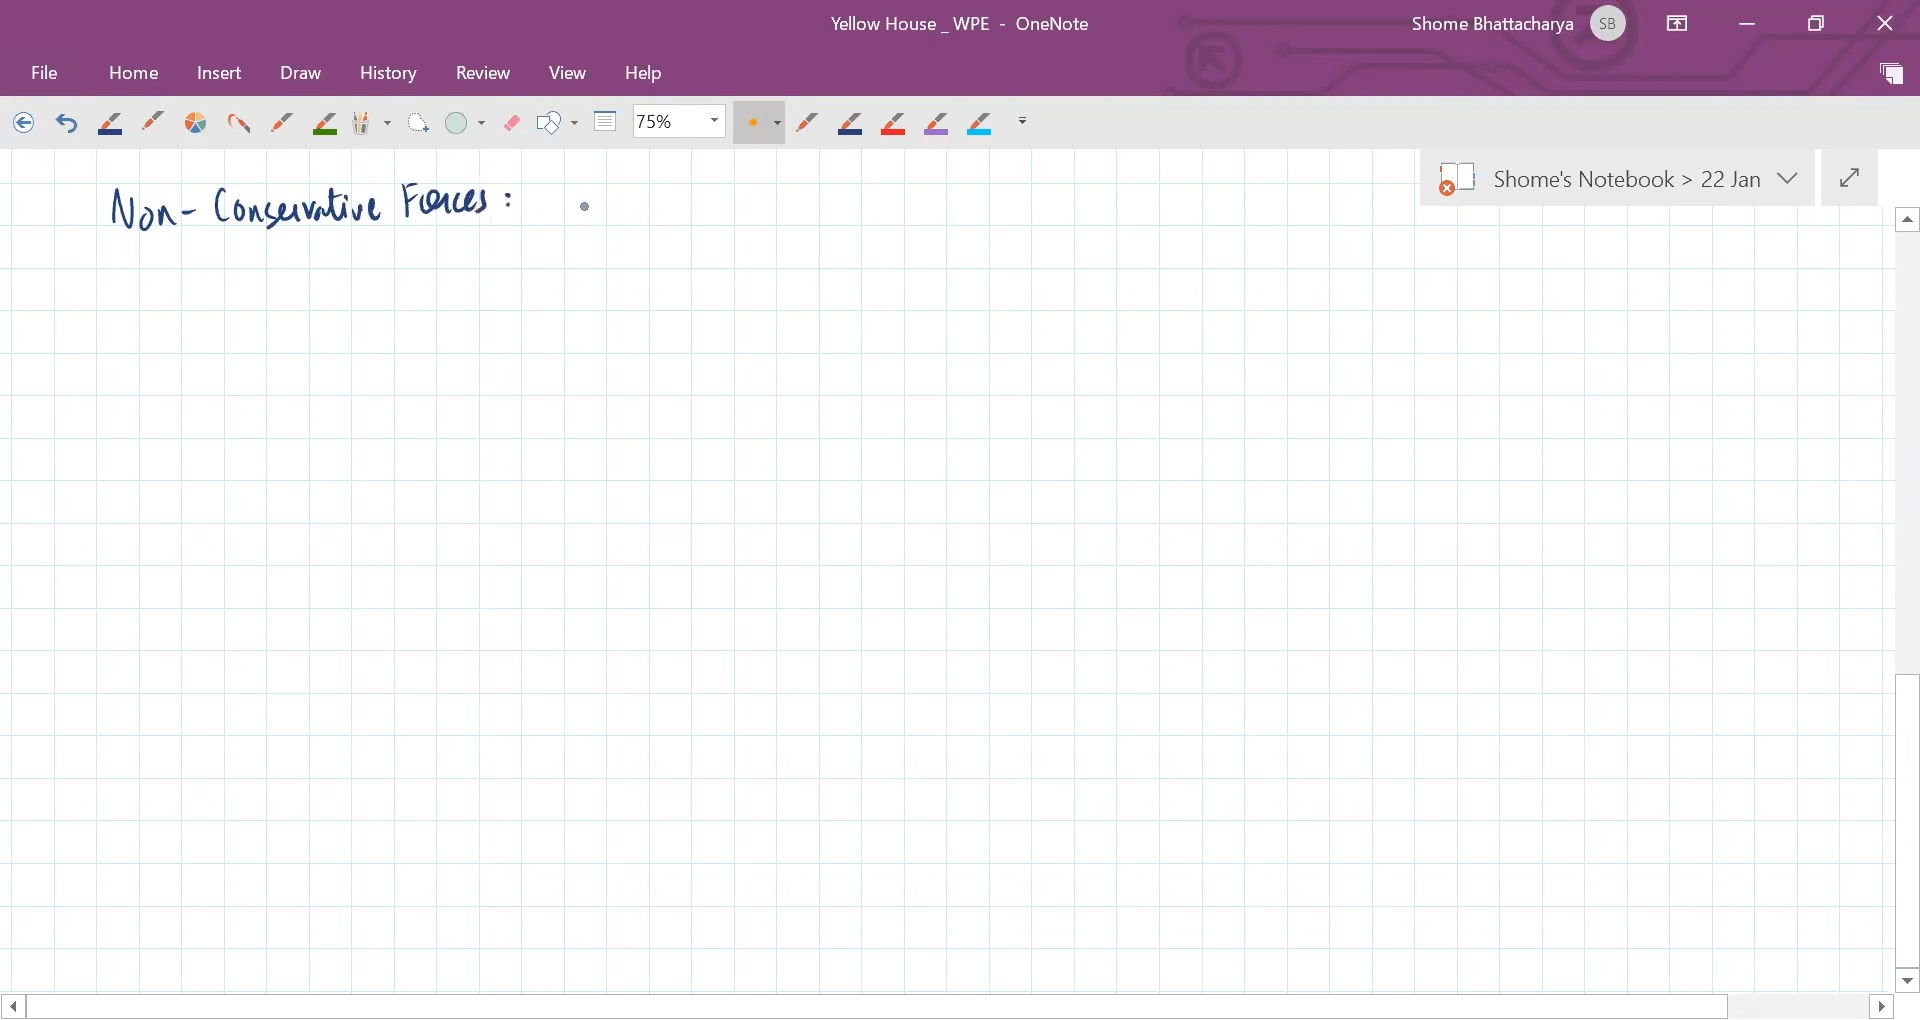 Yellow House _ WPE - OneNote
Shome Bhattacharya SB
File Home Insert Draw History Review View Help
75%
Shome's Notebook > 22 Jan
Non-Conservative Forces :